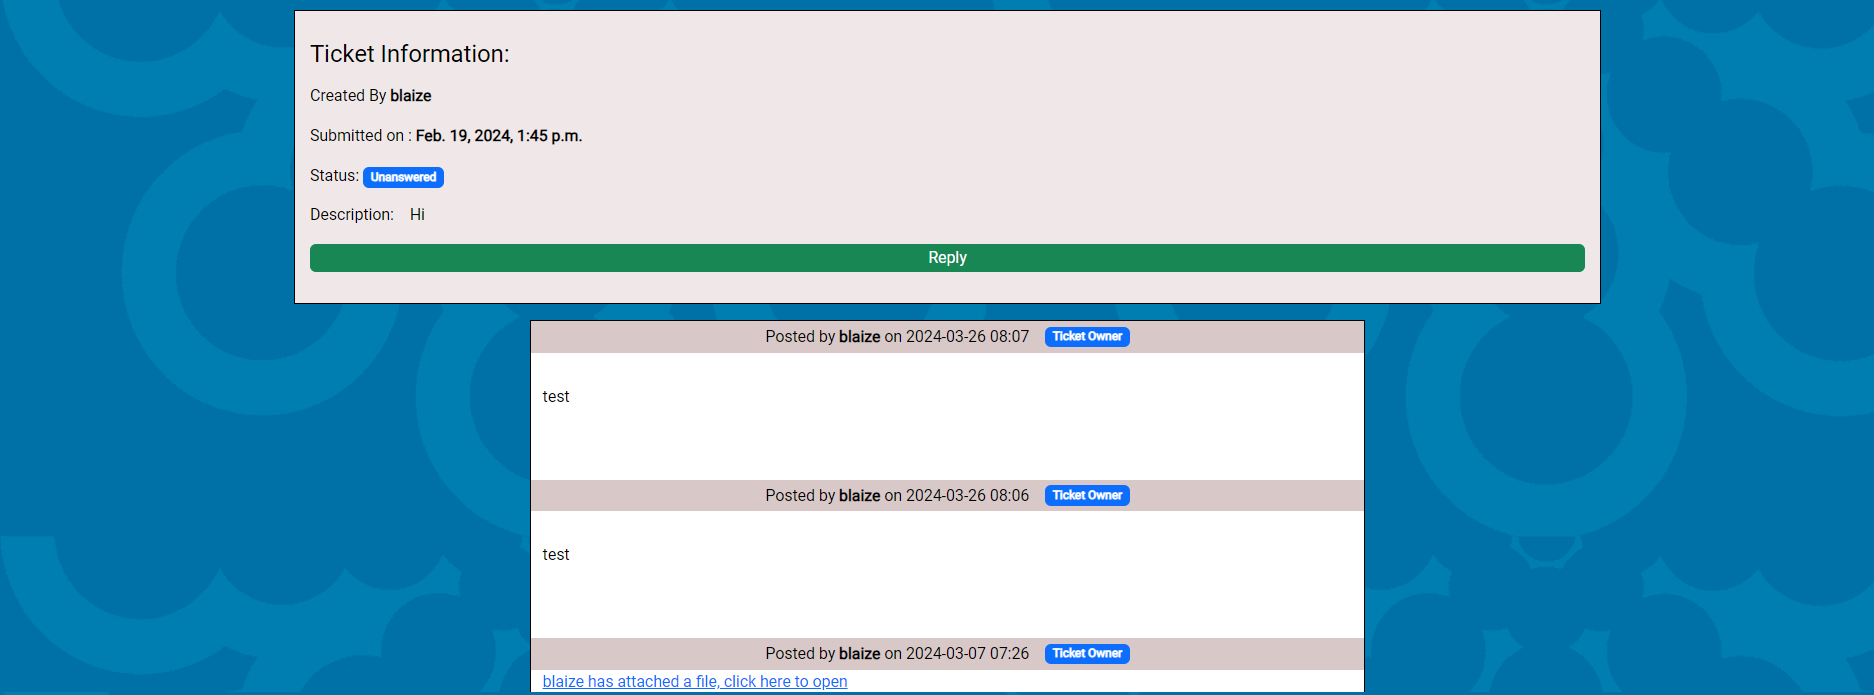 Ticket Information:
Created By blaize
Submitted on : Feb. 19, 2024, 1:45 p.m.
Status: Unanswered
Description: Hi
Reply
Posted by blaize on 2024-03-26 08:07 Ticket Owner
test
Posted by blaize on 2024-03-26 08:06 Ticket Owner
test
Posted by blaize on 2024-03-07 07:26 Ticket Owner
blaize has attached a file, click here to open